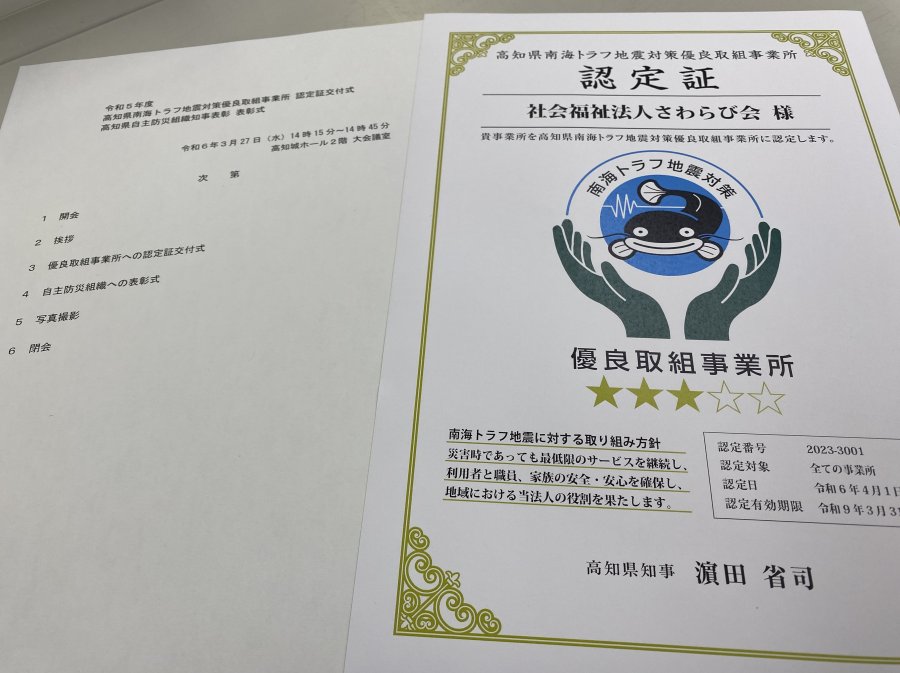 令和5年度
高知県南海トラフ地震対策優良取組事業所 認定証交付式
高知県自主防災組織知事表彰 表彰式
令和6年3月27日(水)14時15分~14時45分
高知城ホール2階 大会議室
次 第
1 開会
2 挨拶
3 優良取組事業所への認定証交付式
4 自主防災組織への表彰式
5 写真撮影
6 閉会
高知県南海トラフ地震対策優良取組事業所
認定証
社会福祉法人さわらび会 様
貴事業所を高知県南海トラフ地震対策優良取組事業所に認定します。
南海トラフ地震対策
優良取組事業所
★★★☆☆
南海トラフ地震に対する取り組み方針
災害時であっても最低限のサービスを継続し、
利用者と職員、家族の安全・安心を確保し、
地域における当法人の役割を果たします。
認定番号 2023-3001
認定対象 全ての事業所
認定日 令和6年4月1日
認定有効期限 令和9年3月3
高知県知事 濵田 省司